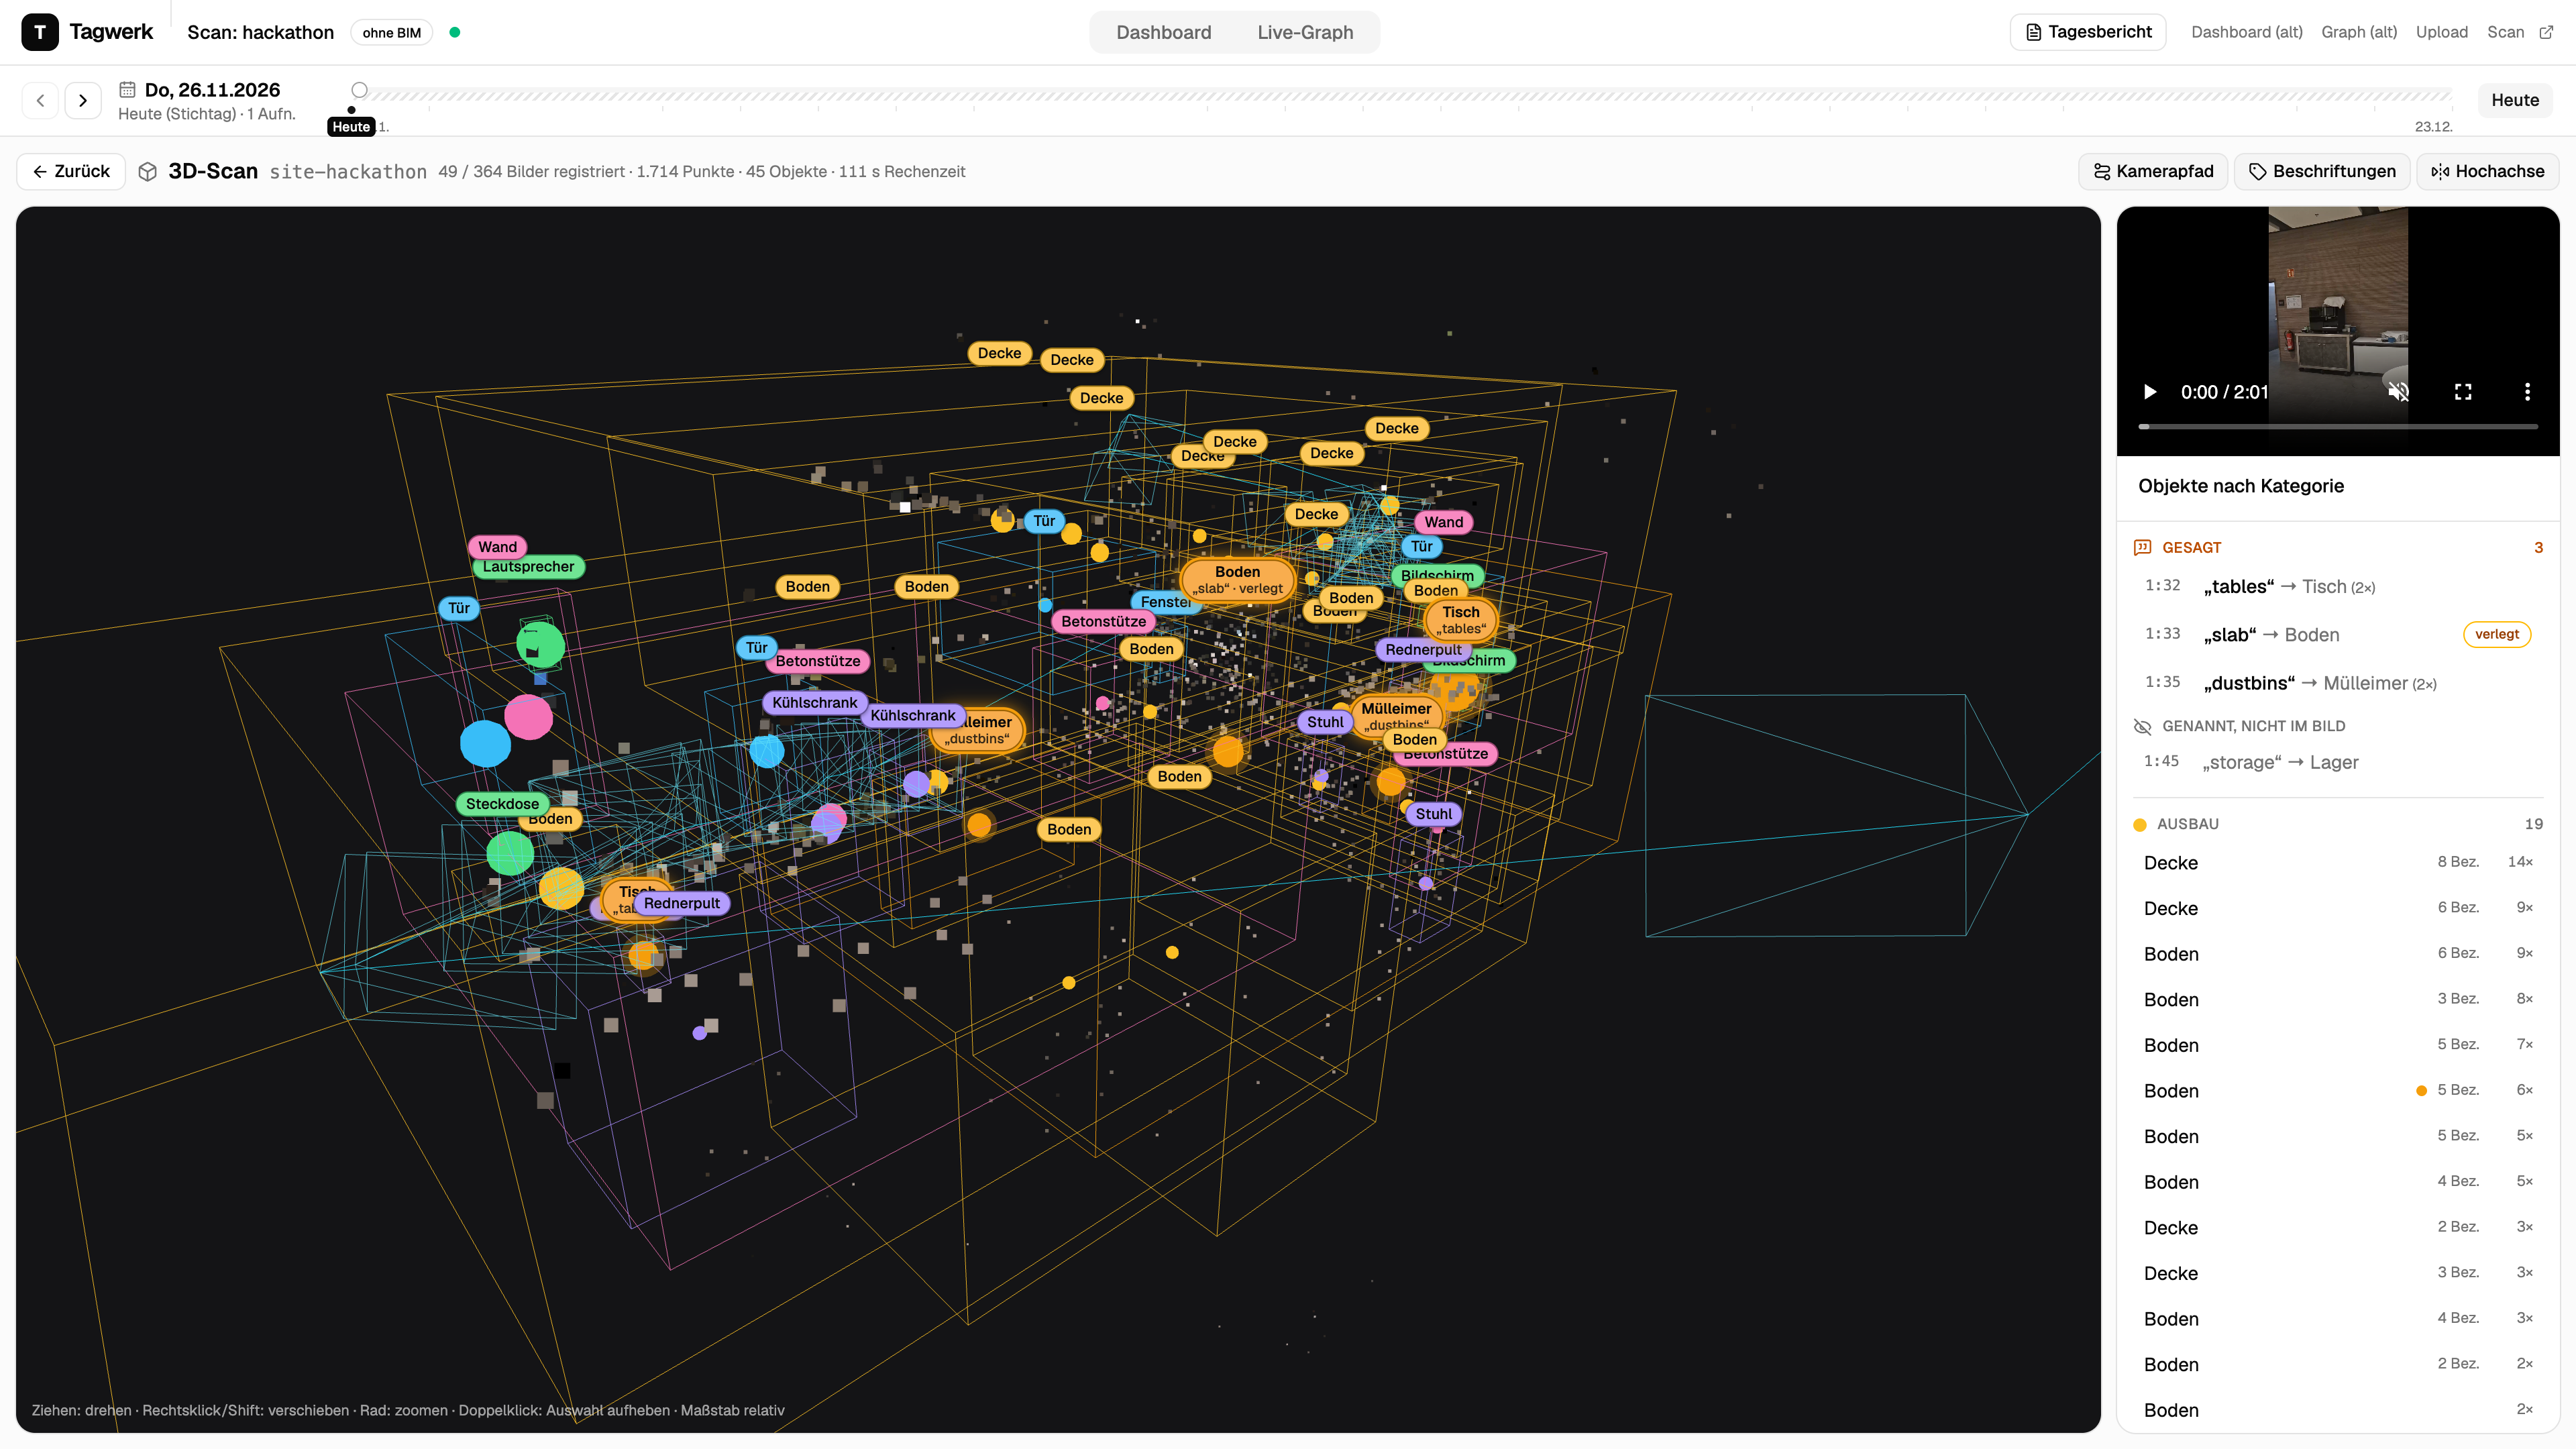 T Tagwerk Scan: hackathon ohne BIM Dashboard Live-Graph Tagesbericht Dashboard (alt) Graph (alt) Upload Scan
Do, 26.11.2026
Heute (Stichtag) · 1 Aufn.
Heute
1.
23.12.
Heute
Zurück 3D-Scan site-hackathon 49 / 364 Bilder registriert · 1.714 Punkte · 45 Objekte · 111 s Rechenzeit
Kamerapfad Beschriftungen Hochachse
Decke Decke
Decke
Decke
Decke
Decke Decke
Decke
Tür
Wand
Wand
Tür
Lautsprecher
Bildschirm
Boden
„slab“ · verlegt
Boden
Boden
Boden
Boden
Fenster
Boden
Tür
Tisch
„tables“
Betonstütze
Tür
Boden
Rednerpult
Betonstütze
Bildschirm
Kühlschrank
Kühlschrank
lleimer
„dustbins“
Mülleimer
„dustbins“
Stuhl
Boden
Betonstütze
Boden
Steckdose
Boden
Stuhl
Boden
Tisch
„tab
Rednerpult
Ziehen: drehen · Rechtsklick/Shift: verschieben · Rad: zoomen · Doppelklick: Auswahl aufheben · Maßstab relativ
0:00 / 2:01
Objekte nach Kategorie
GESAGT 3
1:32 „tables“ → Tisch (2×)
1:33 „slab“ → Boden verlegt
1:35 „dustbins“ → Mülleimer (2×)
GENANNT, NICHT IM BILD
1:45 „storage“ → Lager
AUSBAU 19
Decke 8 Bez. 14×
Decke 6 Bez. 9×
Boden 6 Bez. 9×
Boden 3 Bez. 8×
Boden 5 Bez. 7×
Boden 5 Bez. 6×
Boden 5 Bez. 5×
Boden 4 Bez. 5×
Decke 2 Bez. 3×
Decke 3 Bez. 3×
Boden 4 Bez. 3×
Boden 2 Bez. 2×
Boden 2×